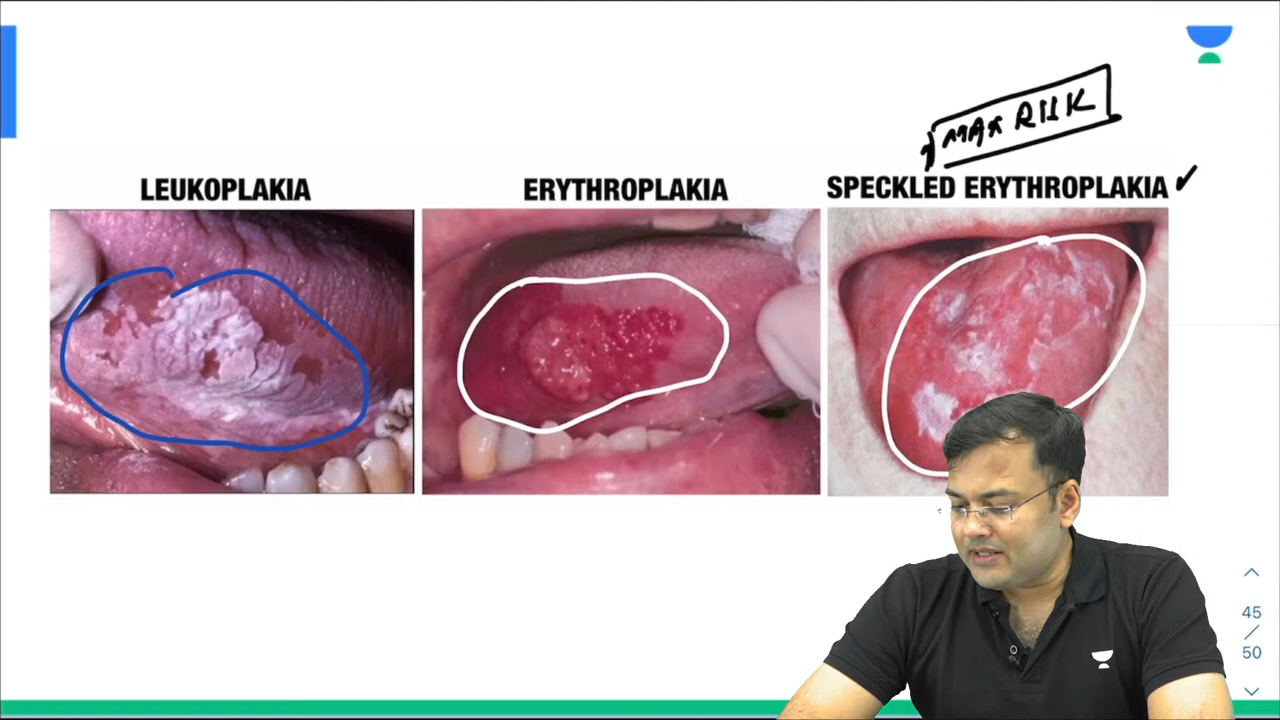 MAX RISK
LEUKOPLAKIA
ERYTHROPLAKIA
SPECKLED ERYTHROPLAKIA
45
/
50